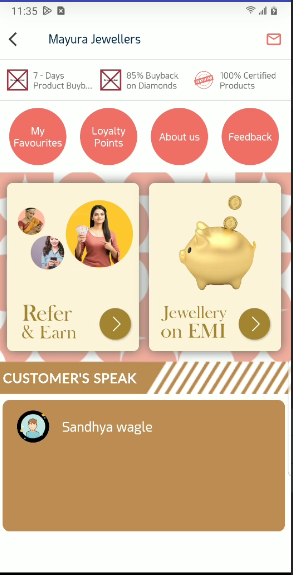 11:35
Mayura Jewellers
7 - Days
Product Buyb...
85% Buyback
on Diamonds
100% Certified
Products
My
Favourites
Loyalty
Points
About us
Feedback
Refer
& Earn
Jewellery
on EMI
CUSTOMER'S SPEAK
Sandhya wagle